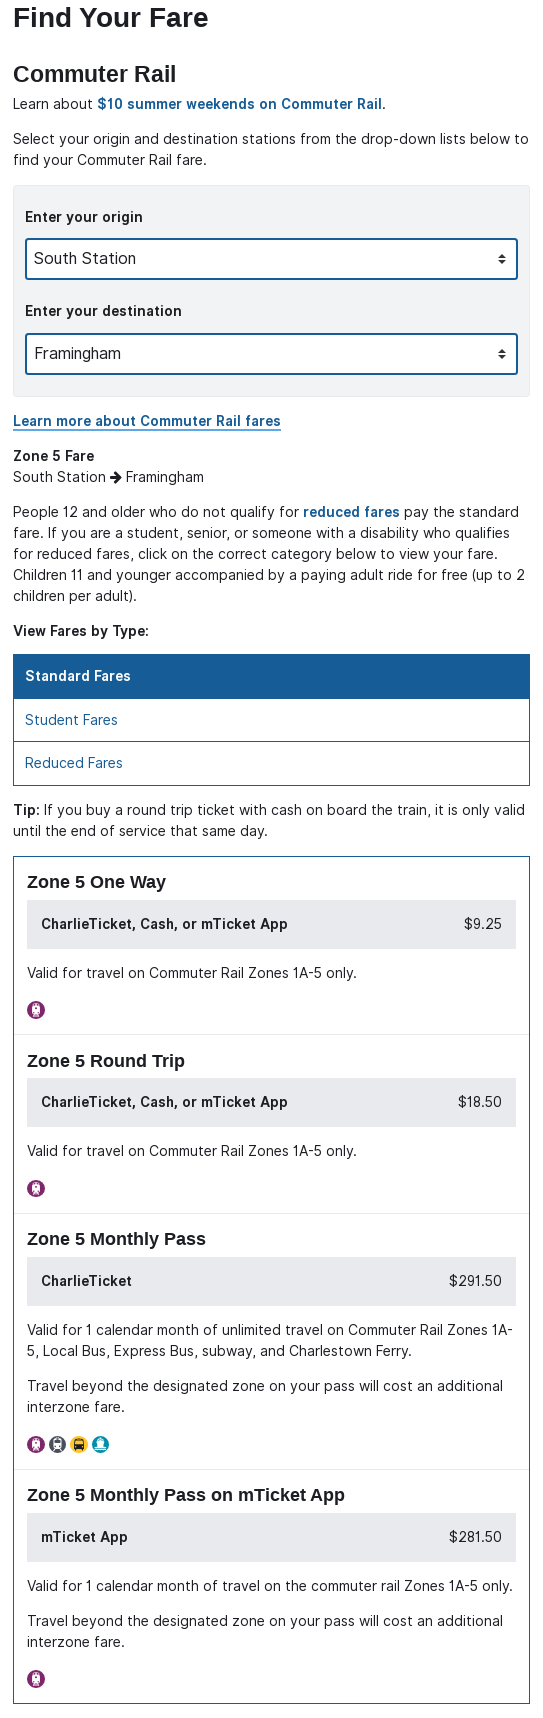 Find Your Fare
Commuter Rail
Learn about $10 summer weekends on Commuter Rail.
Select your origin and destination stations from the drop-down lists below to
find your Commuter Rail fare.
Enter your origin
South Station
Enter your destination
Framingham
Learn more about Commuter Rail fares
Zone 5 Fare
South Station → Framingham
People 12 and older who do not qualify for reduced fares pay the standard
fare. If you are a student, senior, or someone with a disability who qualifies
for reduced fares, click on the correct category below to view your fare.
Children 11 and younger accompanied by a paying adult ride for free (up to 2
children per adult).
View Fares by Type:
Standard Fares
Student Fares
Reduced Fares
Tip: If you buy a round trip ticket with cash on board the train, it is only valid
until the end of service that same day.
Zone 5 One Way
CharlieTicket, Cash, or mTicket App $9.25
Valid for travel on Commuter Rail Zones 1A-5 only.
Zone 5 Round Trip
CharlieTicket, Cash, or mTicket App $18.50
Valid for travel on Commuter Rail Zones 1A-5 only.
Zone 5 Monthly Pass
CharlieTicket $291.50
Valid for 1 calendar month of unlimited travel on Commuter Rail Zones 1A-
5, Local Bus, Express Bus, subway, and Charlestown Ferry.
Travel beyond the designated zone on your pass will cost an additional
interzone fare.
Zone 5 Monthly Pass on mTicket App
mTicket App $281.50
Valid for 1 calendar month of travel on the commuter rail Zones 1A-5 only.
Travel beyond the designated zone on your pass will cost an additional
interzone fare.